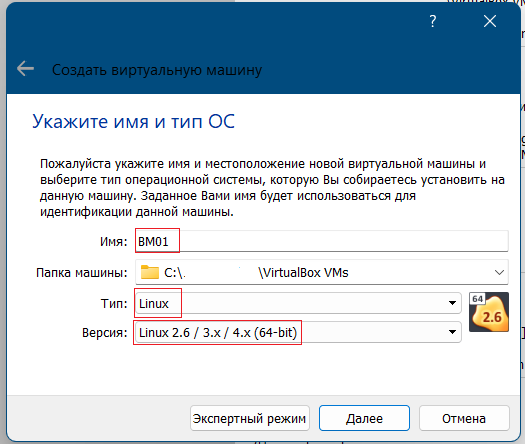 ?
Создать виртуальную машину
Укажите имя и тип ОС
Пожалуйста укажите имя и местоположение новой виртуальной машины и
выберите тип операционной системы, которую Вы собираетесь установить на
данную машину. Заданное Вами имя будет использоваться для
идентификации данной машины.
Имя: BM01
Папка машины: C:\. \VirtualBox VMs
Тип: Linux
64
2.6
Версия: Linux 2.6 / 3.x / 4.x (64-bit)
Экспертный режим Далее Отмена